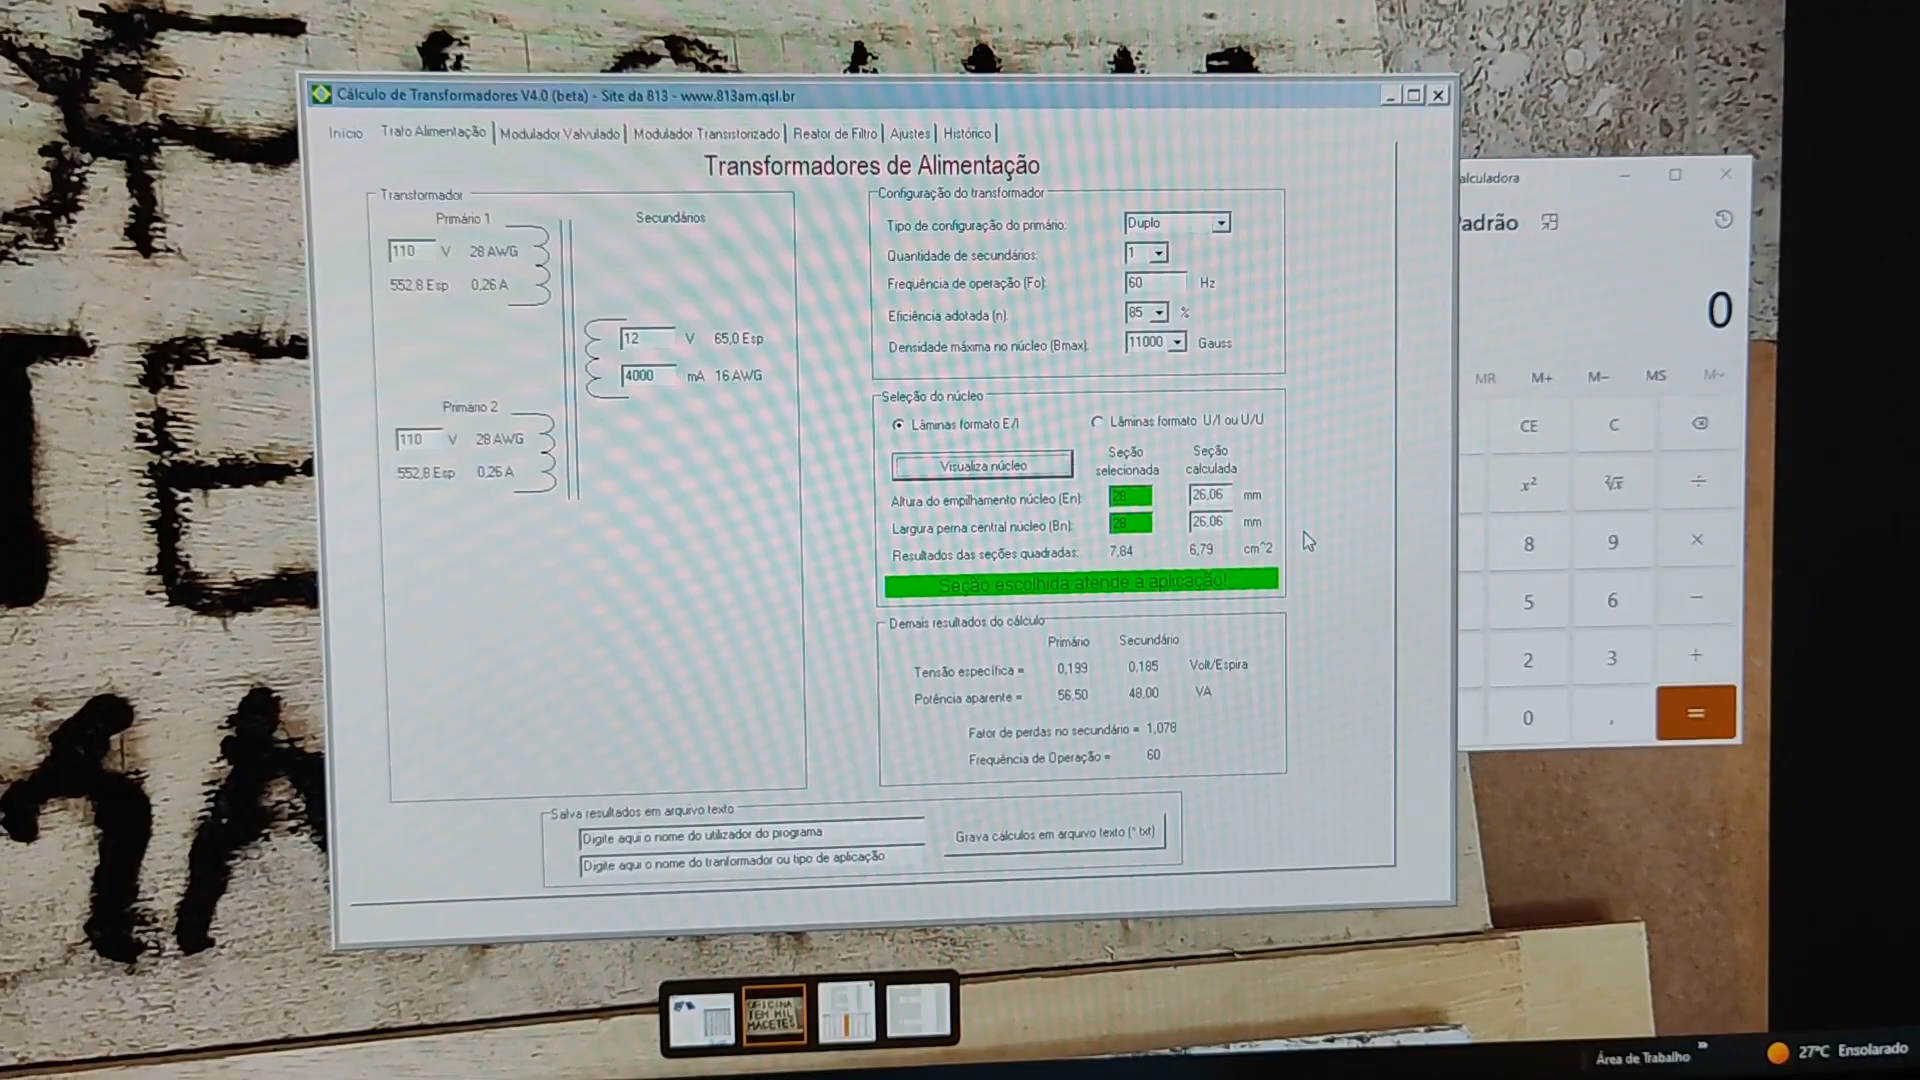 Cálculo de Transformadores V4.0 (beta) - Site da 813 - www.813am.qsl.br
Início Trafo Alimentação Modulador Valvulado Modulador Transistorizado Reator de Filtro Ajustes Histórico
Transformadores de Alimentação
Transformador
Primário 1
Secundários
110 V 28 AWG
552,8 Esp 0,26 A
12 V 65,0 Esp
4000 mA 16 AWG
Primário 2
110 V 28 AWG
552,8 Esp 0,26 A
Configuração do transformador
Tipo de configuração do primário: Duplo
Quantidade de secundários: 1
Frequência de operação (Fo): 60 Hz
Eficiência adotada (n): 85 %
Densidade máxima no núcleo (Bmax): 11000 Gauss
Seleção do núcleo
Lâminas formato E/I Lâminas formato U/I ou U/U
Visualiza núcleo
Seção selecionada
Seção calculada
Altura do empilhamento núcleo (En): 28 26,06 mm
Largura perna central núcleo (Bn): 28 26,06 mm
Resultados das seções quadradas: 7,84 6,79 cm^2
Seção escolhida atende à aplicação!
Demais resultados do cálculo
Primário Secundário
Tensão específica = 0,199 0,185 Volt/Espira
Potência aparente = 56,50 48,00 VA
Fator de perdas no secundário = 1,078
Frequência de Operação = 60
Salva resultados em arquivo texto
Digite aqui o nome do utilizador do programa
Digite aqui o nome do tranformador ou tipo de aplicação
Grava cálculos em arquivo texto (*.txt)
alculadora
adrão
0
MR M+ M− MS M
CE C
x² ²√x ÷
8 9 ×
5 6 −
2 3 +
0 , =
OFICINA
TEM MIL
MACETES
Área de Trabalho
27°C Ensolarado